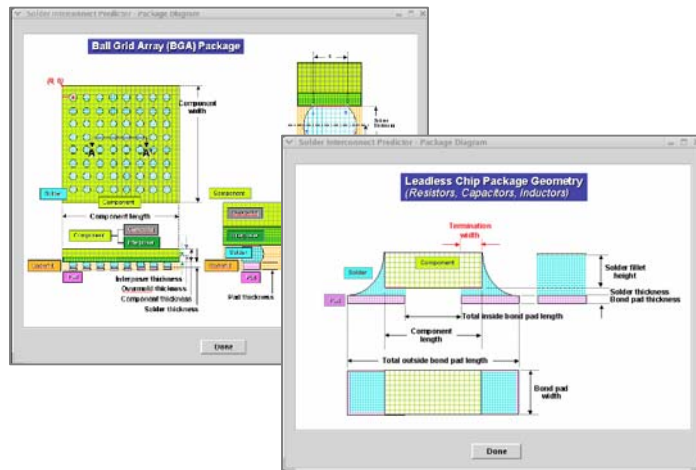 Solder Interconnect Predictor - Package Diagram
Ball Grid Array (BGA) Package
(0, 0)
Component
width
A
A'
Solder
Component
Component length
Component
Overmold
Interposer
Pad
Interposer thickness
Overmold thickness
Component thickness
Solder thickness
Component
Solder
Pad
Pad thickness
Solder
thickness
Done
Solder Interconnect Predictor - Package Diagram
Leadless Chip Package Geometry
(Resistors, Capacitors, Inductors)
Termination
width
Solder
Component
Pad
Solder fillet
height
Solder thickness
Bond pad thickness
Total inside bond pad length
Component
length
Total outside bond pad length
Bond pad
width
Done